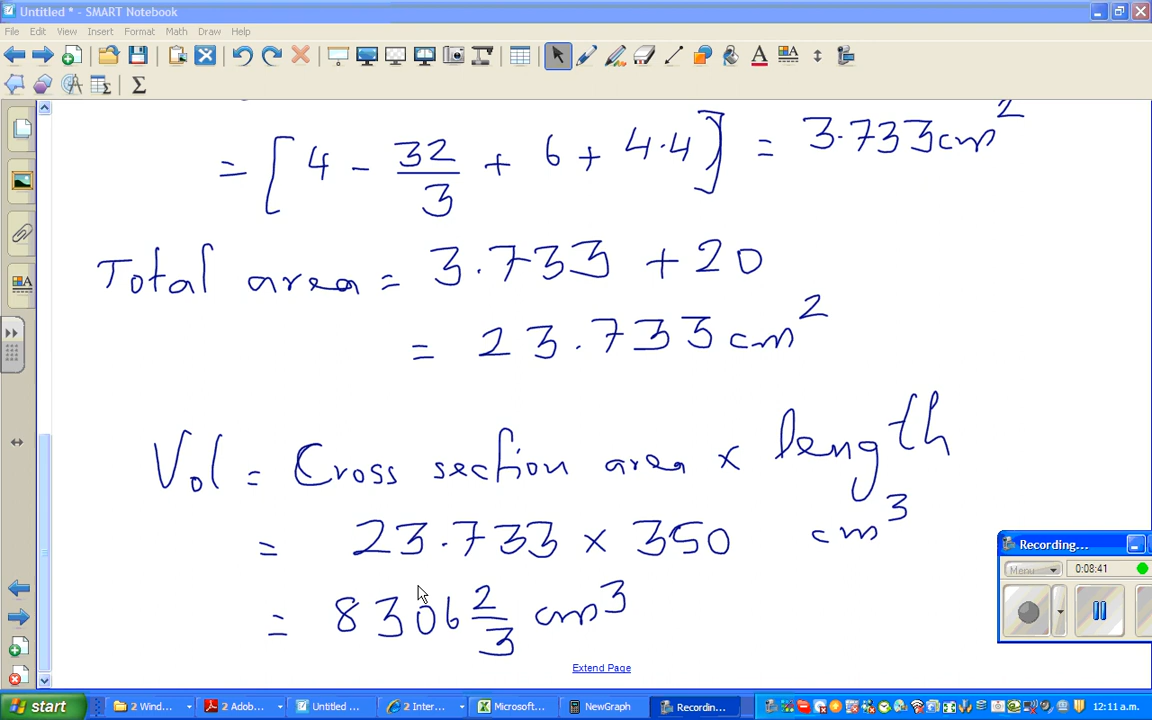 Untitled * - SMART Notebook
File Edit View Insert Format Math Draw Help
= [4 - 32/3 + 6 + 4.4] = 3.733cm²
Total area = 3.733 + 20
= 23.733 cm²
Vol = Cross section area × length
= 23.733 × 350 cm³
= 8306 2/3 cm³
Extend Page
Recording...
Menu
0:08:41
start
2 Wind...
2 Adob...
Untitled ...
2 Inter...
Microsoft...
NewGraph
Recordin...
12:11 a.m.